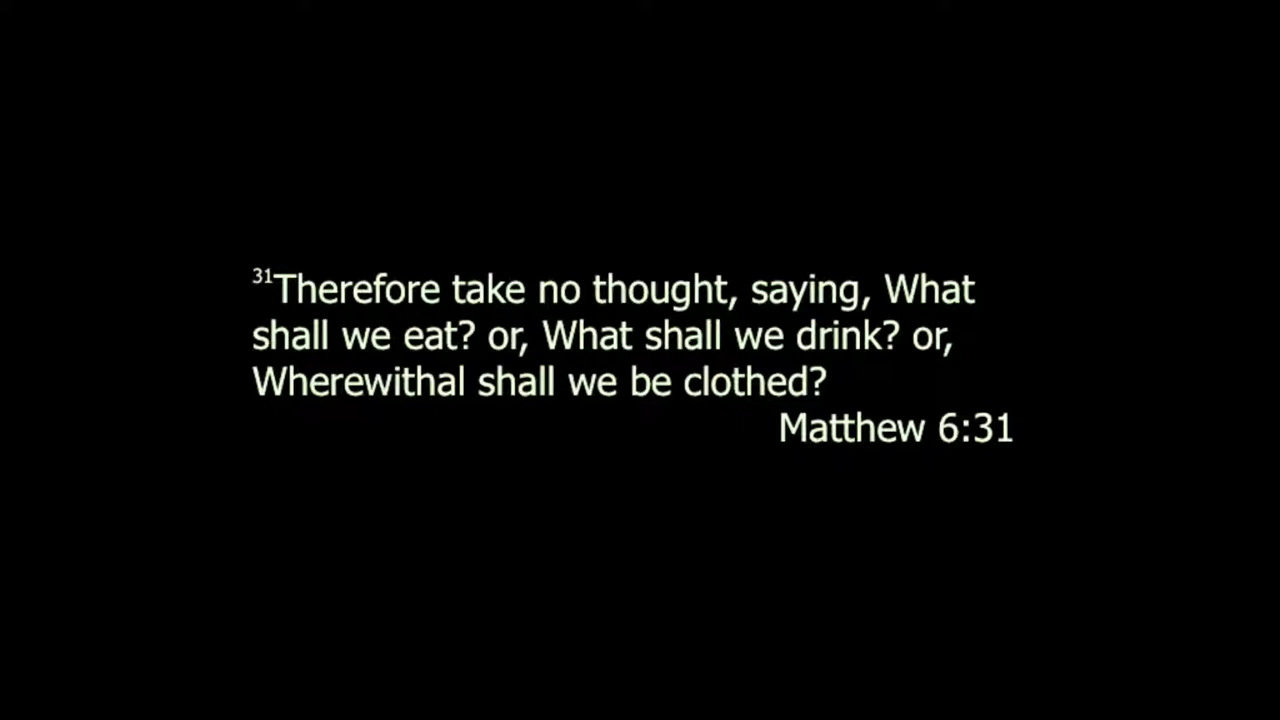 ³¹Therefore take no thought, saying, What
shall we eat? or, What shall we drink? or,
Wherewithal shall we be clothed?
Matthew 6:31